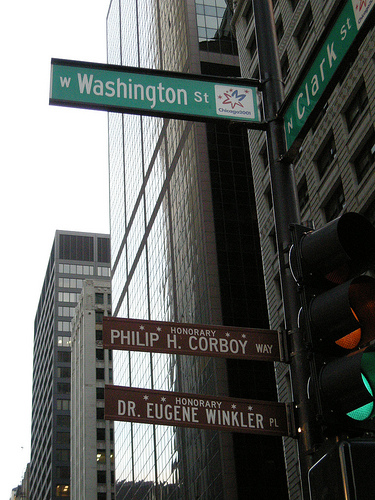 W Washington St
N Clark St
HONORARY
PHILIP H. CORBOY WAY
HONORARY
DR. EUGENE WINKLER PL